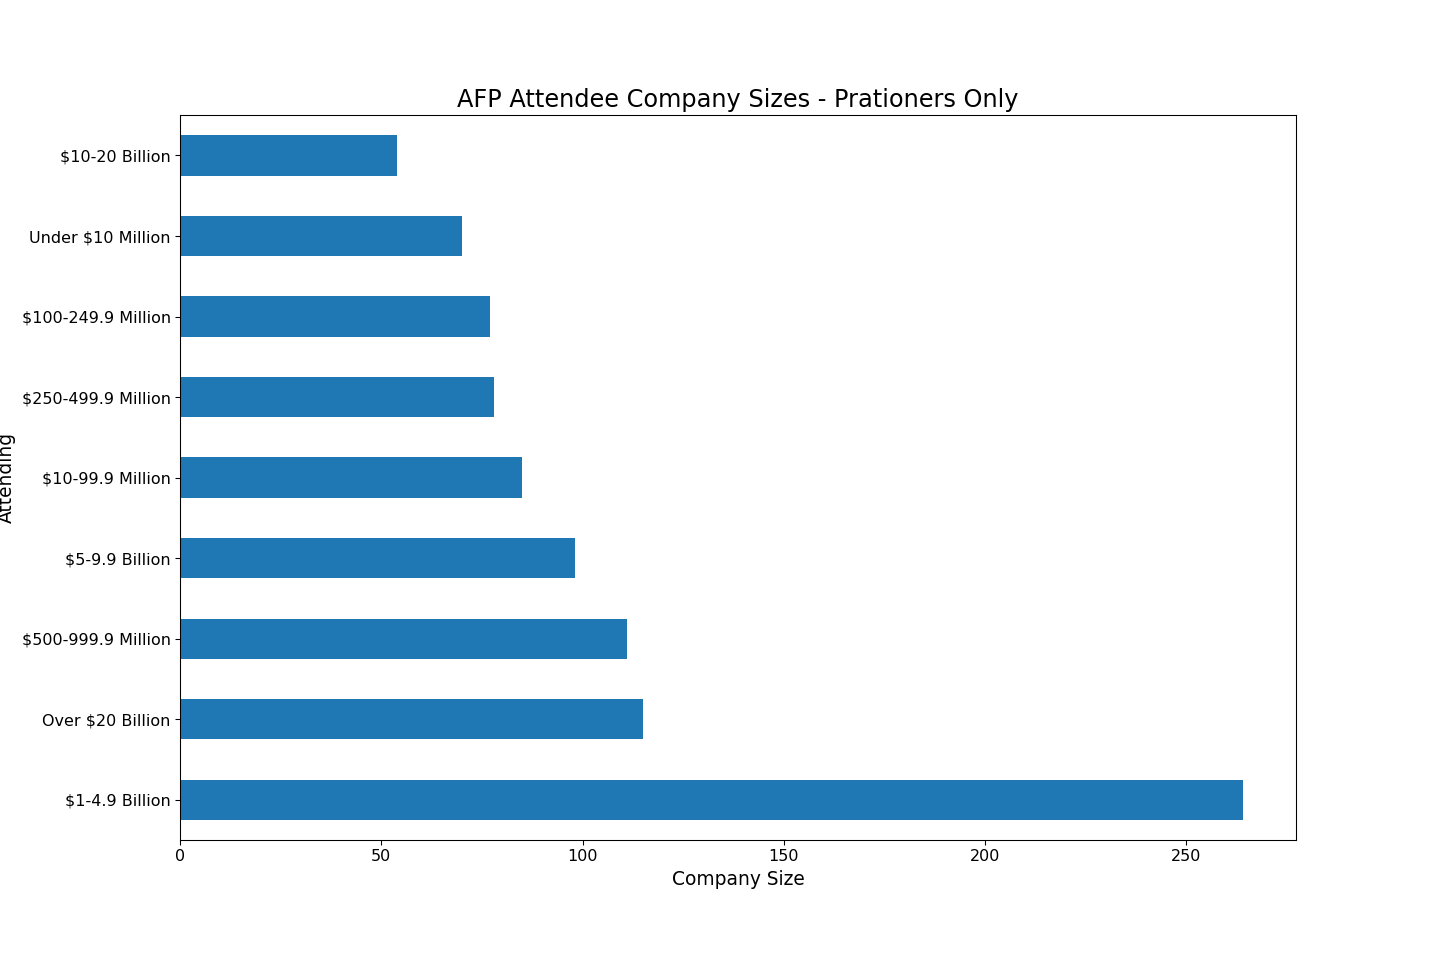 AFP Attendee Company Sizes - Prationers Only
$10-20 Billion
Under $10 Million
$100-249.9 Million
$250-499.9 Million
$10-99.9 Million
$5-9.9 Billion
$500-999.9 Million
Over $20 Billion
$1-4.9 Billion
Attending
0 50 100 150 200 250
Company Size